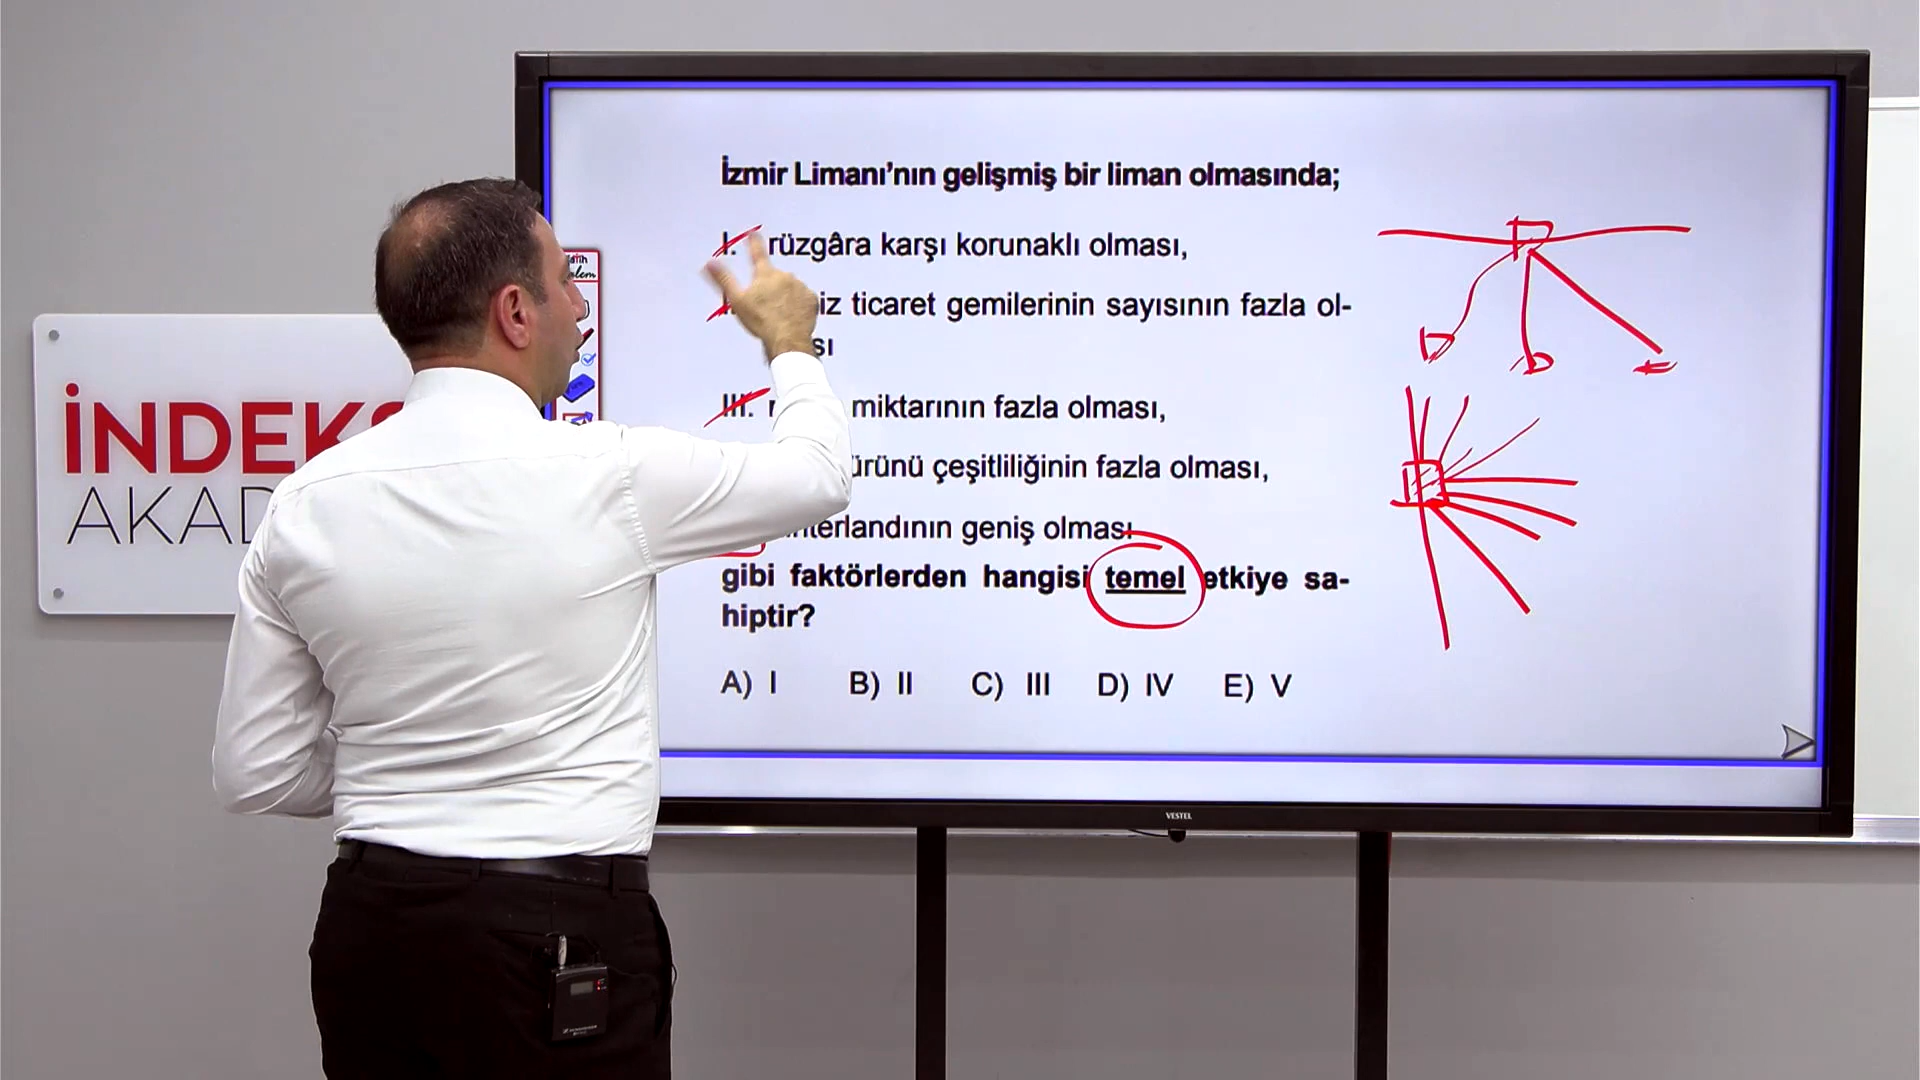 İNDEKS
AKAD
İzmir Limanı'nın gelişmiş bir liman olmasında;
I. rüzgâra karşı korunaklı olması,
ticaret gemilerinin sayısının fazla ol-
sı
III. miktarının fazla olması,
ürünü çeşitliliğinin fazla olması,
geniş olması
gibi faktörlerden hangisi temel etkiye sa-
hiptir?
A) I B) II C) III D) IV E) V
VESTEL